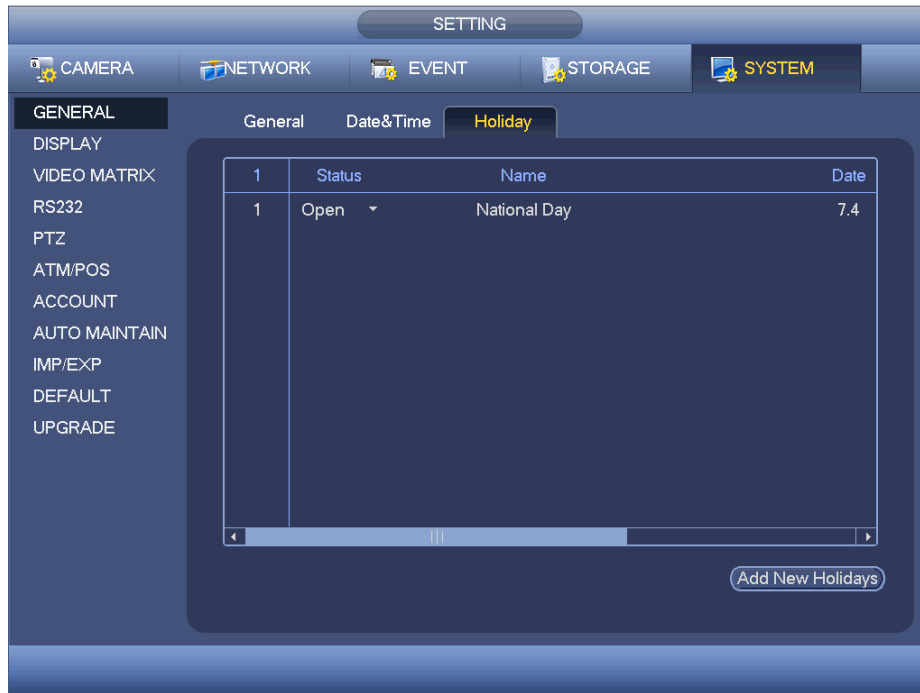 SETTING
CAMERA NETWORK EVENT STORAGE SYSTEM
GENERAL
DISPLAY
VIDEO MATRIX
RS232
PTZ
ATM/POS
ACCOUNT
AUTO MAINTAIN
IMP/EXP
DEFAULT
UPGRADE
General Date&Time Holiday
1 Status Name Date
1 Open National Day 7.4
Add New Holidays